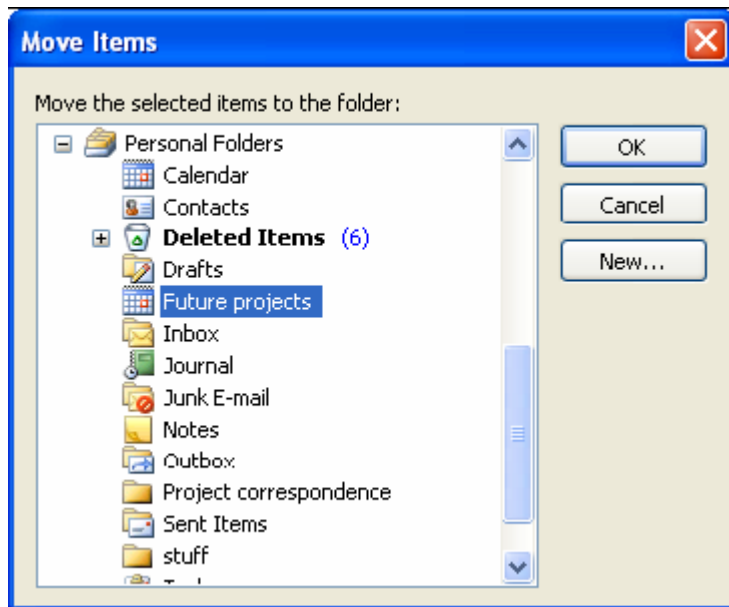 Move Items
Move the selected items to the folder:
Personal Folders
Calendar
Contacts
Deleted Items (6)
Drafts
Future projects
Inbox
Journal
Junk E-mail
Notes
Outbox
Project correspondence
Sent Items
stuff
OK
Cancel
New...